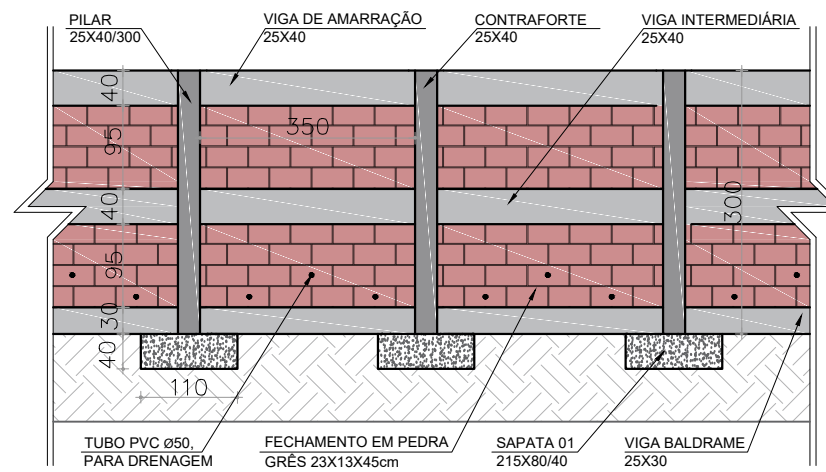 PILAR
25X40/300
VIGA DE AMARRAÇÃO
25X40
CONTRAFORTE
25X40
VIGA INTERMEDIÁRIA
25X40
40
95
40
95
30
40
350
300
110
TUBO PVC Ø50,
PARA DRENAGEM
FECHAMENTO EM PEDRA
GRÊS 23X13X45cm
SAPATA 01
215X80/40
VIGA BALDRAME
25X30